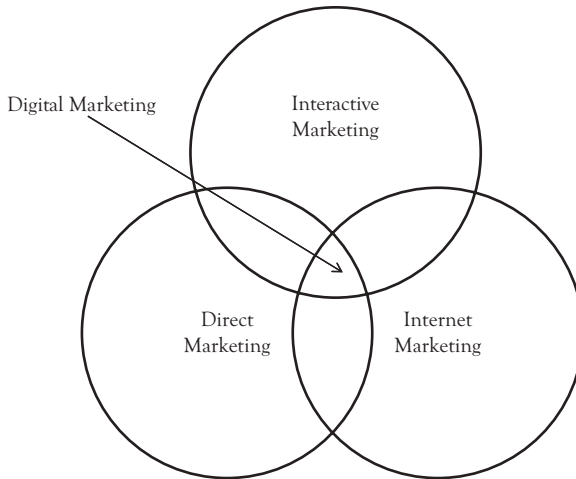 Digital Marketing
Interactive
Marketing
Direct
Marketing
Internet
Marketing